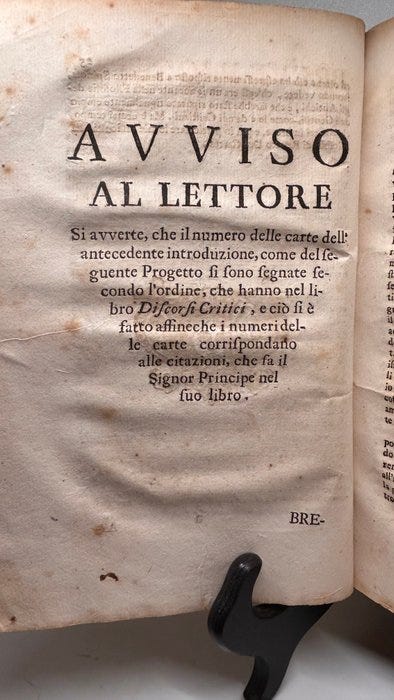 AVVISO
AL LETTORE
Si avverte, che il numero delle carte dell'
antecedente introduzione, come del ſe-
guente Progetto ſi ſono ſegnate ſe-
condo l'ordine, che hanno nel li-
bro Diſcorſi Critici, e ciò ſi è
fatto affineche i numeri del-
le carte corriſpondano
alle citazioni, che fa il
Signor Principe nel
ſuo libro.
BRE-